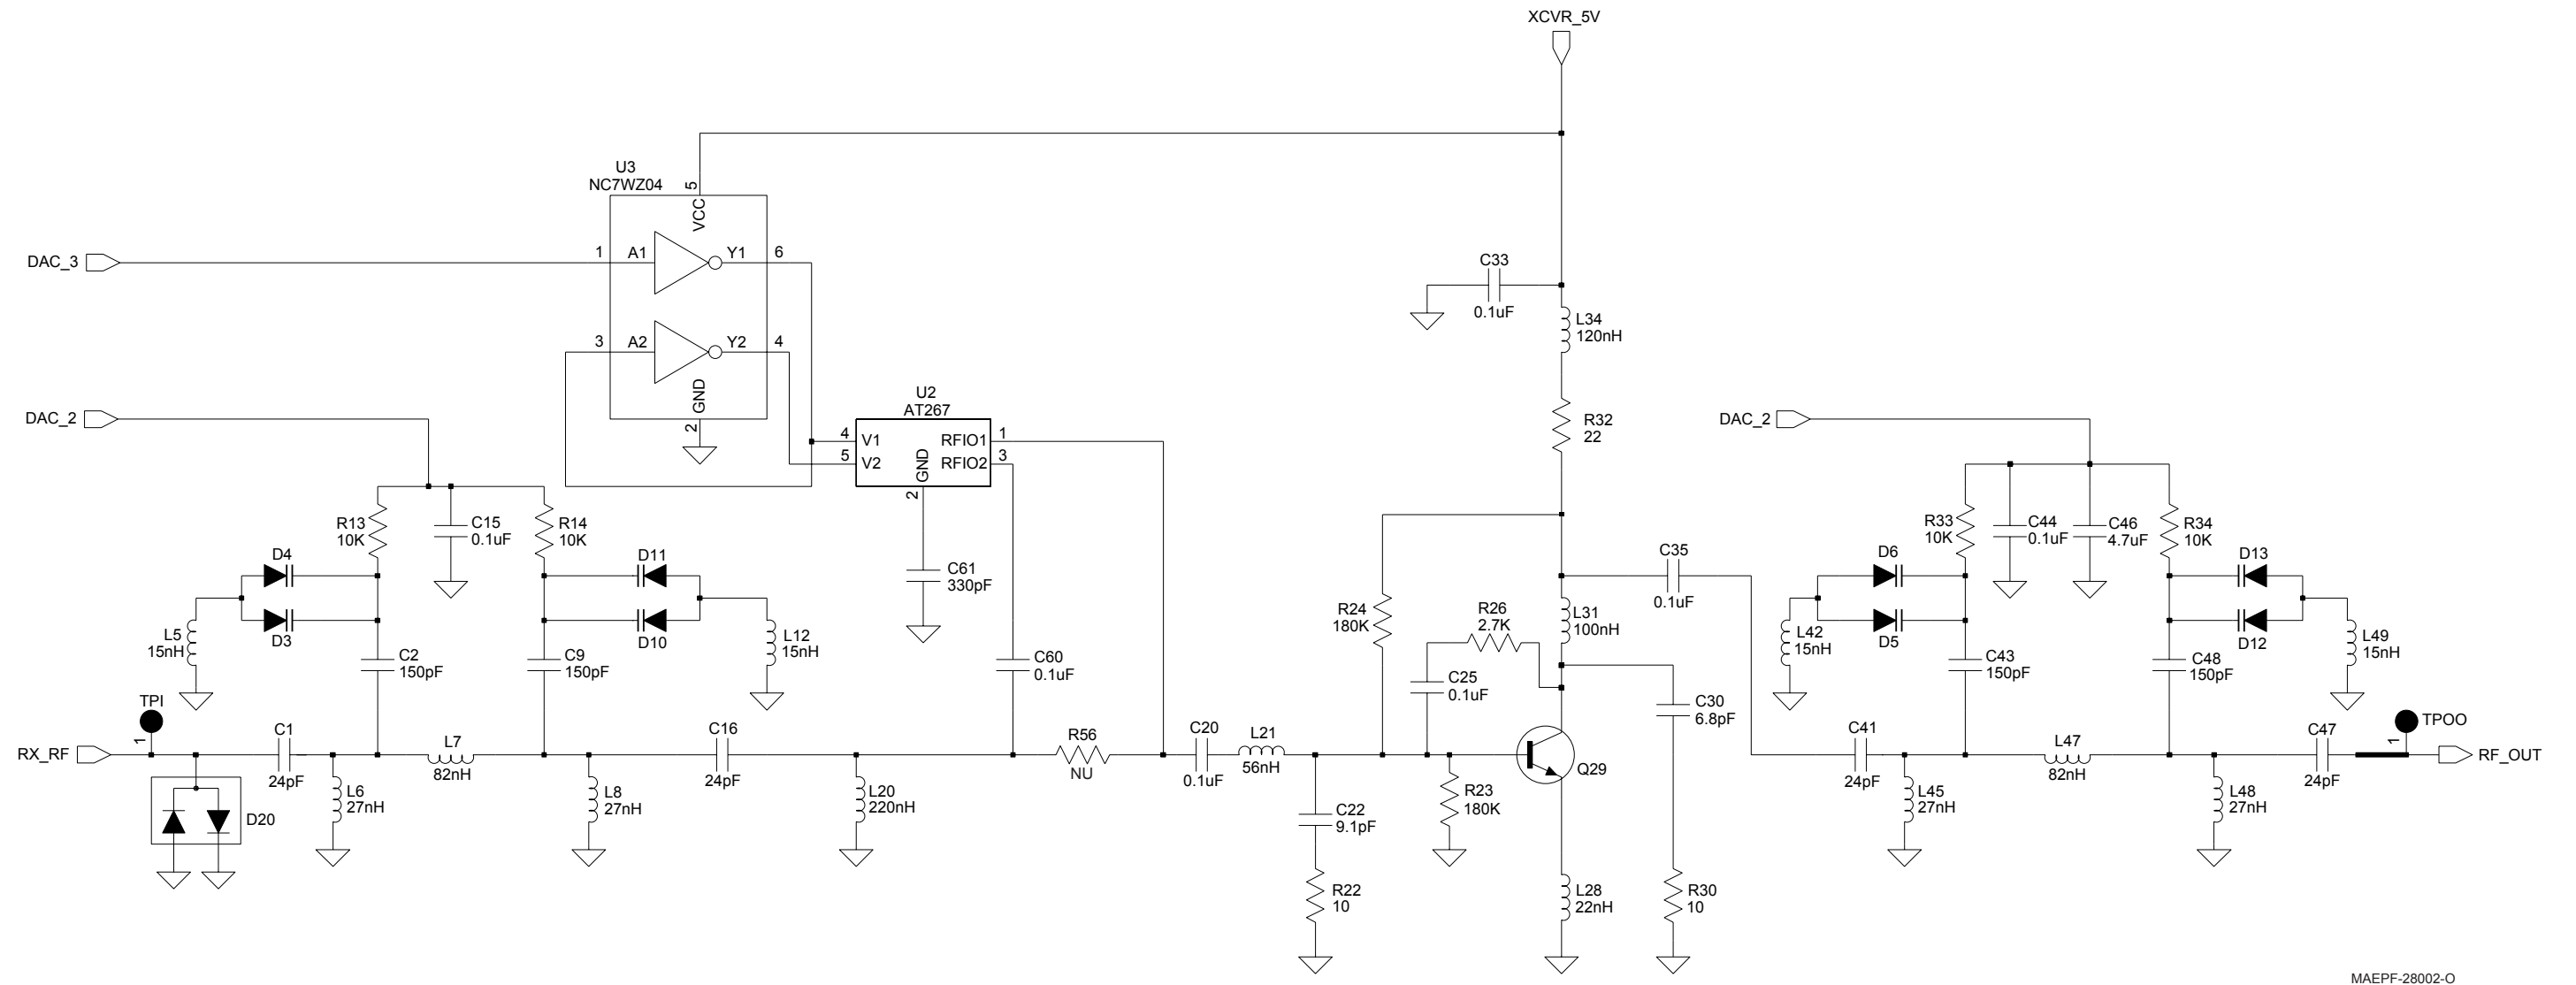 XCVR_5V
U3
NC7WZ04
5
VCC
DAC_3
1
A1
Y1
6
3
A2
Y2
4
GND
2
C33
0.1uF
L34
120nH
U2
AT267
4
V1
RFIO1
1
5
V2
RFIO2
3
GND
2
R32
22
DAC_2
DAC_2
R13
10K
C15
0.1uF
R14
10K
D4
D3
D11
D10
L5
15nH
C2
150pF
C9
150pF
L12
15nH
C61
330pF
C60
0.1uF
R24
180K
R26
2.7K
C25
0.1uF
L31
100nH
C35
0.1uF
C30
6.8pF
R33
10K
C44
0.1uF
C46
4.7uF
R34
10K
D6
D5
D13
D12
L42
15nH
C43
150pF
C48
150pF
L49
15nH
TPI
1
RX_RF
C1
24pF
L7
82nH
C16
24pF
R56
NU
C20
0.1uF
L21
56nH
Q29
C41
24pF
L47
82nH
C47
24pF
TPOO
1
RF_OUT
D20
L6
27nH
L8
27nH
L20
220nH
C22
9.1pF
R23
180K
L45
27nH
L48
27nH
R22
10
L28
22nH
R30
10
MAEPF-28002-O